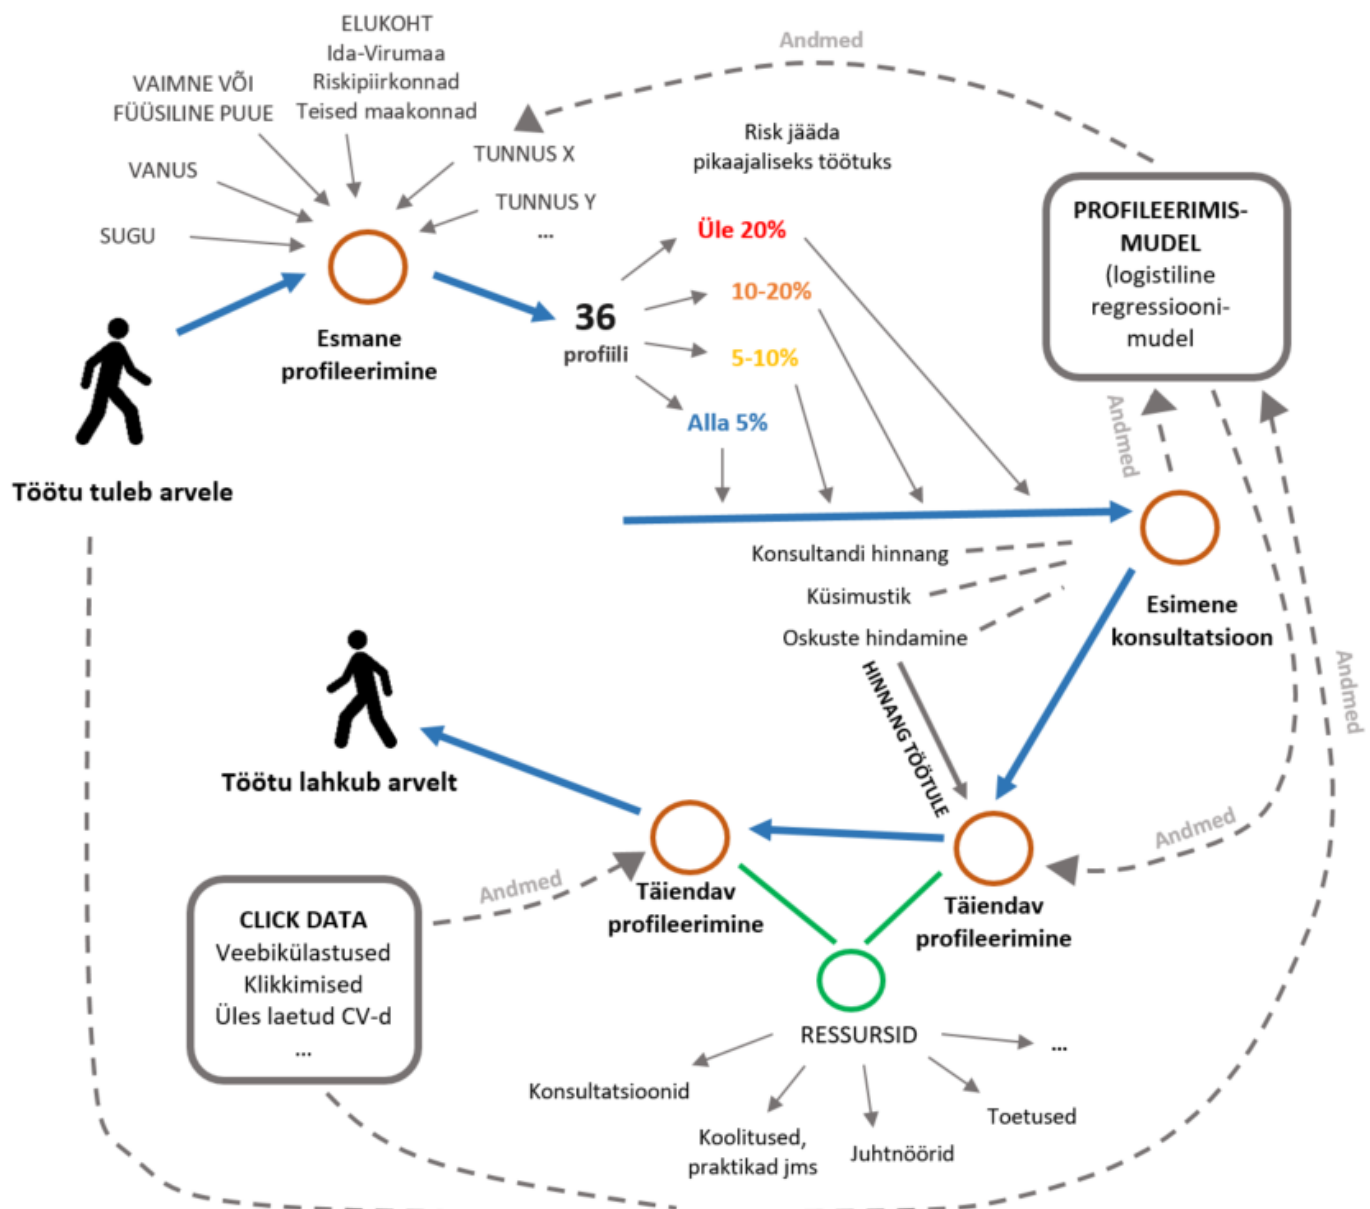 ELUKOHT
Ida-Virumaa
Riskipiirkonnad
Teised maakonnad
VAIMNE VÕI
FÜÜSILINE PUUE
VANUS
SUGU
TUNNUS X
TUNNUS Y
...
Andmed
Risk jääda
pikaajaliseks töötuks
Üle 20%
10-20%
5-10%
Alla 5%
36
profiili
Esmane
profileerimine
Töötu tuleb arvele
PROFILEERIMIS-
MUDEL
(logistiline
regressiooni-
mudel
Andmed
Konsultandi hinnang
Küsimustik
Oskuste hindamine
Esimene
konsultatsioon
HINNANG TÖÖTULE
Andmed
Andmed
Töötu lahkub arvelt
Täiendav
profileerimine
Täiendav
profileerimine
Andmed
CLICK DATA
Veebikülastused
Klikkimised
Üles laetud CV-d
...
RESSURSID
...
Konsultatsioonid
Koolitused,
praktikad jms
Juhtnöörid
Toetused